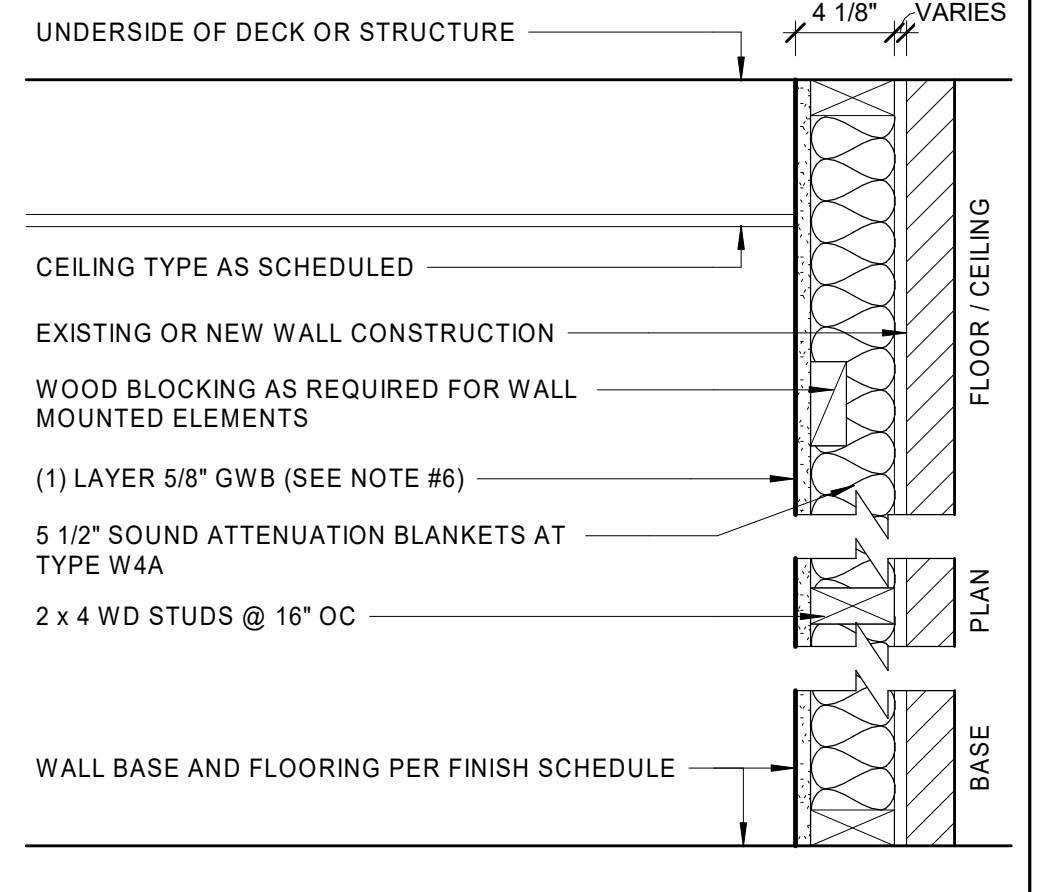 4 1/8" VARIES
UNDERSIDE OF DECK OR STRUCTURE
CEILING TYPE AS SCHEDULED
EXISTING OR NEW WALL CONSTRUCTION
WOOD BLOCKING AS REQUIRED FOR WALL
MOUNTED ELEMENTS
(1) LAYER 5/8" GWB (SEE NOTE #6)
5 1/2" SOUND ATTENUATION BLANKETS AT
TYPE W4A
2 x 4 WD STUDS @ 16" OC
WALL BASE AND FLOORING PER FINISH SCHEDULE
FLOOR / CEILING
PLAN
BASE